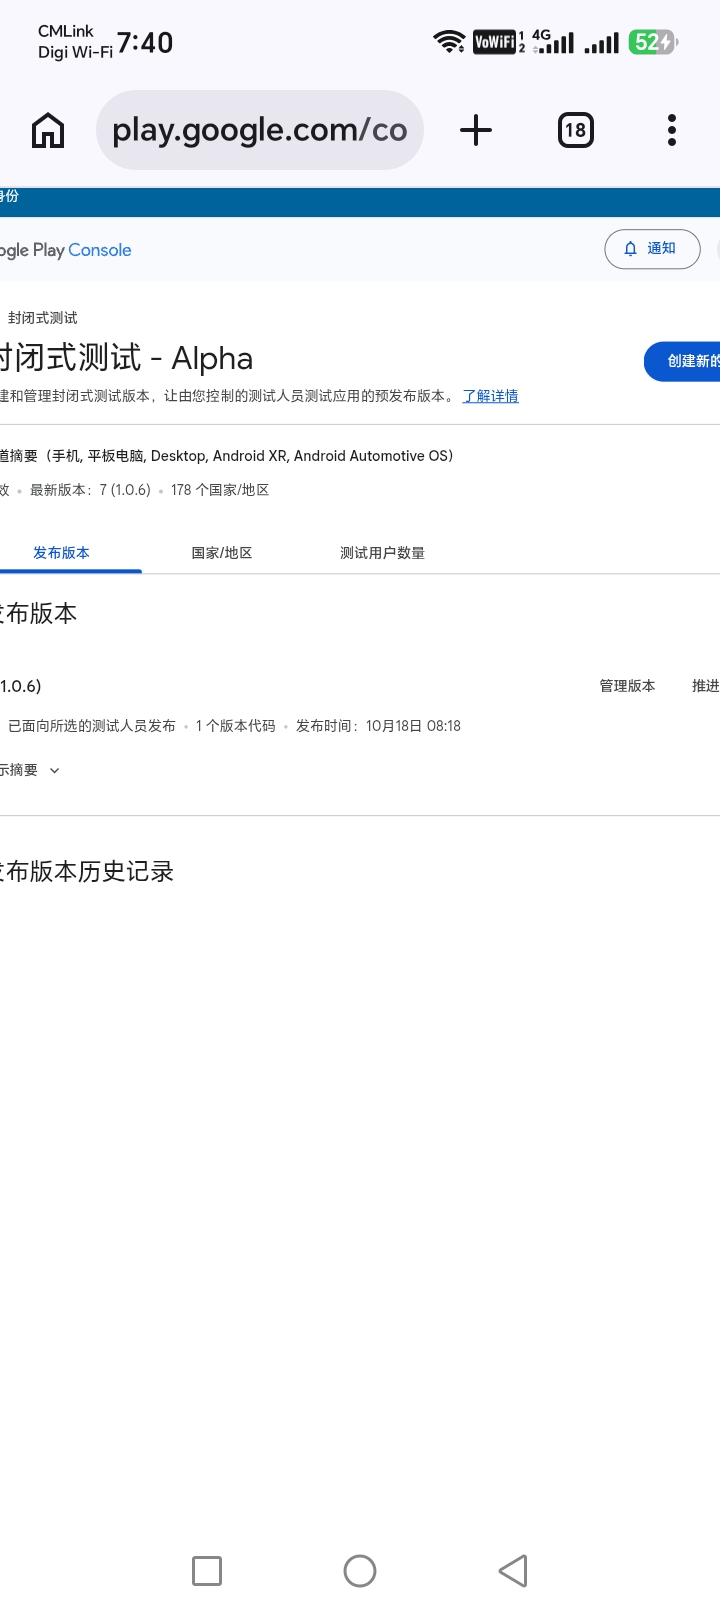 CMLink
Digi Wi-Fi 7:40 VoWiFi 1 2 4G 52
play.google.com/co 18
身份
ogle Play Console 通知
封闭式测试
封闭式测试 - Alpha 创建新的
建和管理封闭式测试版本，让由您控制的测试人员测试应用的预发布版本。 了解详情
道摘要（手机, 平板电脑, Desktop, Android XR, Android Automotive OS)
效 • 最新版本：7 (1.0.6) • 178 个国家/地区
发布版本 国家/地区 测试用户数量
发布版本
1.0.6) 管理版本 推进
已面向所选的测试人员发布 • 1 个版本代码 • 发布时间：10月18日 08:18
示摘要
发布版本历史记录